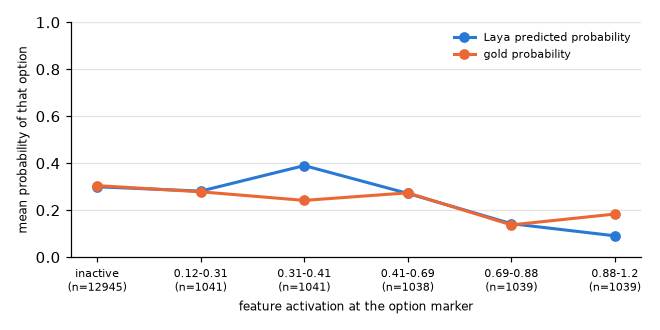 1.0
0.8
0.6
0.4
0.2
0.0
mean probability of that option
Laya predicted probability
gold probability
inactive
(n=12945)
0.12-0.31
(n=1041)
0.31-0.41
(n=1041)
0.41-0.69
(n=1038)
0.69-0.88
(n=1039)
0.88-1.2
(n=1039)
feature activation at the option marker